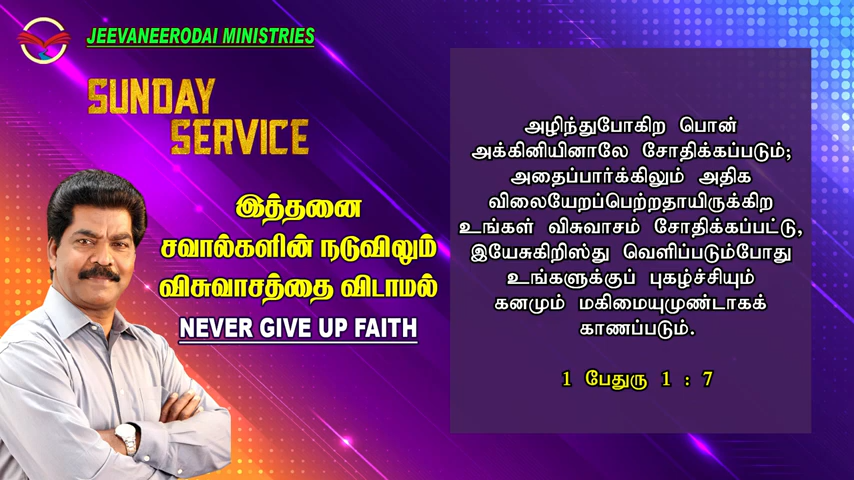 JEEVANEERODAI MINISTRIES
SUNDAY
SERVICE
இத்தனை
சவால்களின் நடுவிலும்
விசுவாசத்தை விடாமல்
NEVER GIVE UP FAITH
அழிந்துபோகிற பொன்
அக்கினியினாலே சோதிக்கப்படும்;
அதைப்பார்க்கிலும் அதிக
விலையேறப்பெற்றதாயிருக்கிற
உங்கள் விசுவாசம் சோதிக்கப்பட்டு,
இயேசுகிறிஸ்து வெளிப்படும்போது
உங்களுக்குப் புகழ்ச்சியும்
கனமும் மகிமையுமுண்டாகக்
காணப்படும்.
1 பேதுரு 1 : 7